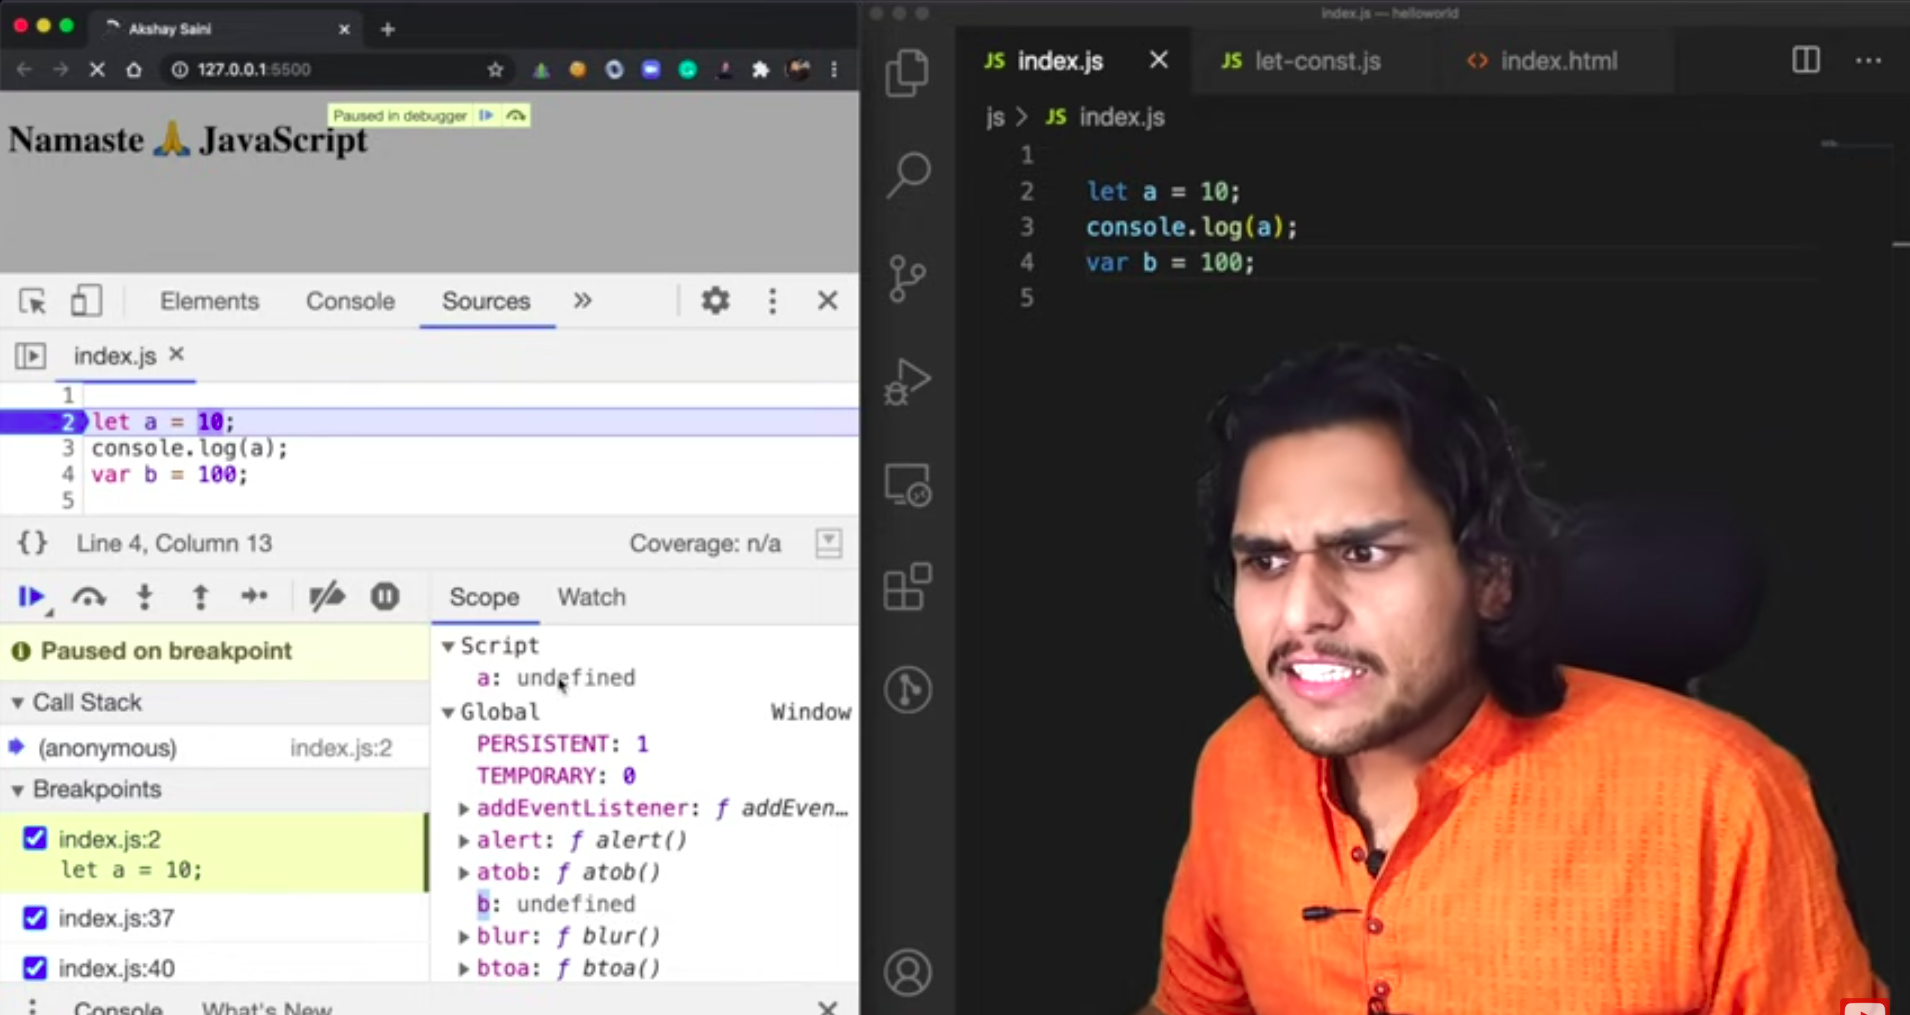 Akshay Saini
127.0.0.1:5500
Paused in debugger
Namaste 🙏 JavaScript
Elements Console Sources »
index.js
1
2 let a = 10;
3 console.log(a);
4 var b = 100;
5
{} Line 4, Column 13 Coverage: n/a
Scope Watch
Paused on breakpoint
Call Stack
(anonymous) index.js:2
Breakpoints
index.js:2
let a = 10;
index.js:37
index.js:40
Script
a: undefined
Global Window
PERSISTENT: 1
TEMPORARY: 0
addEventListener: ƒ addEven…
alert: ƒ alert()
atob: ƒ atob()
b: undefined
blur: ƒ blur()
btoa: ƒ btoa()
Console What's New
index.js — helloworld
JS index.js JS let-const.js <> index.html
js > JS index.js
1
2 let a = 10;
3 console.log(a);
4 var b = 100;
5